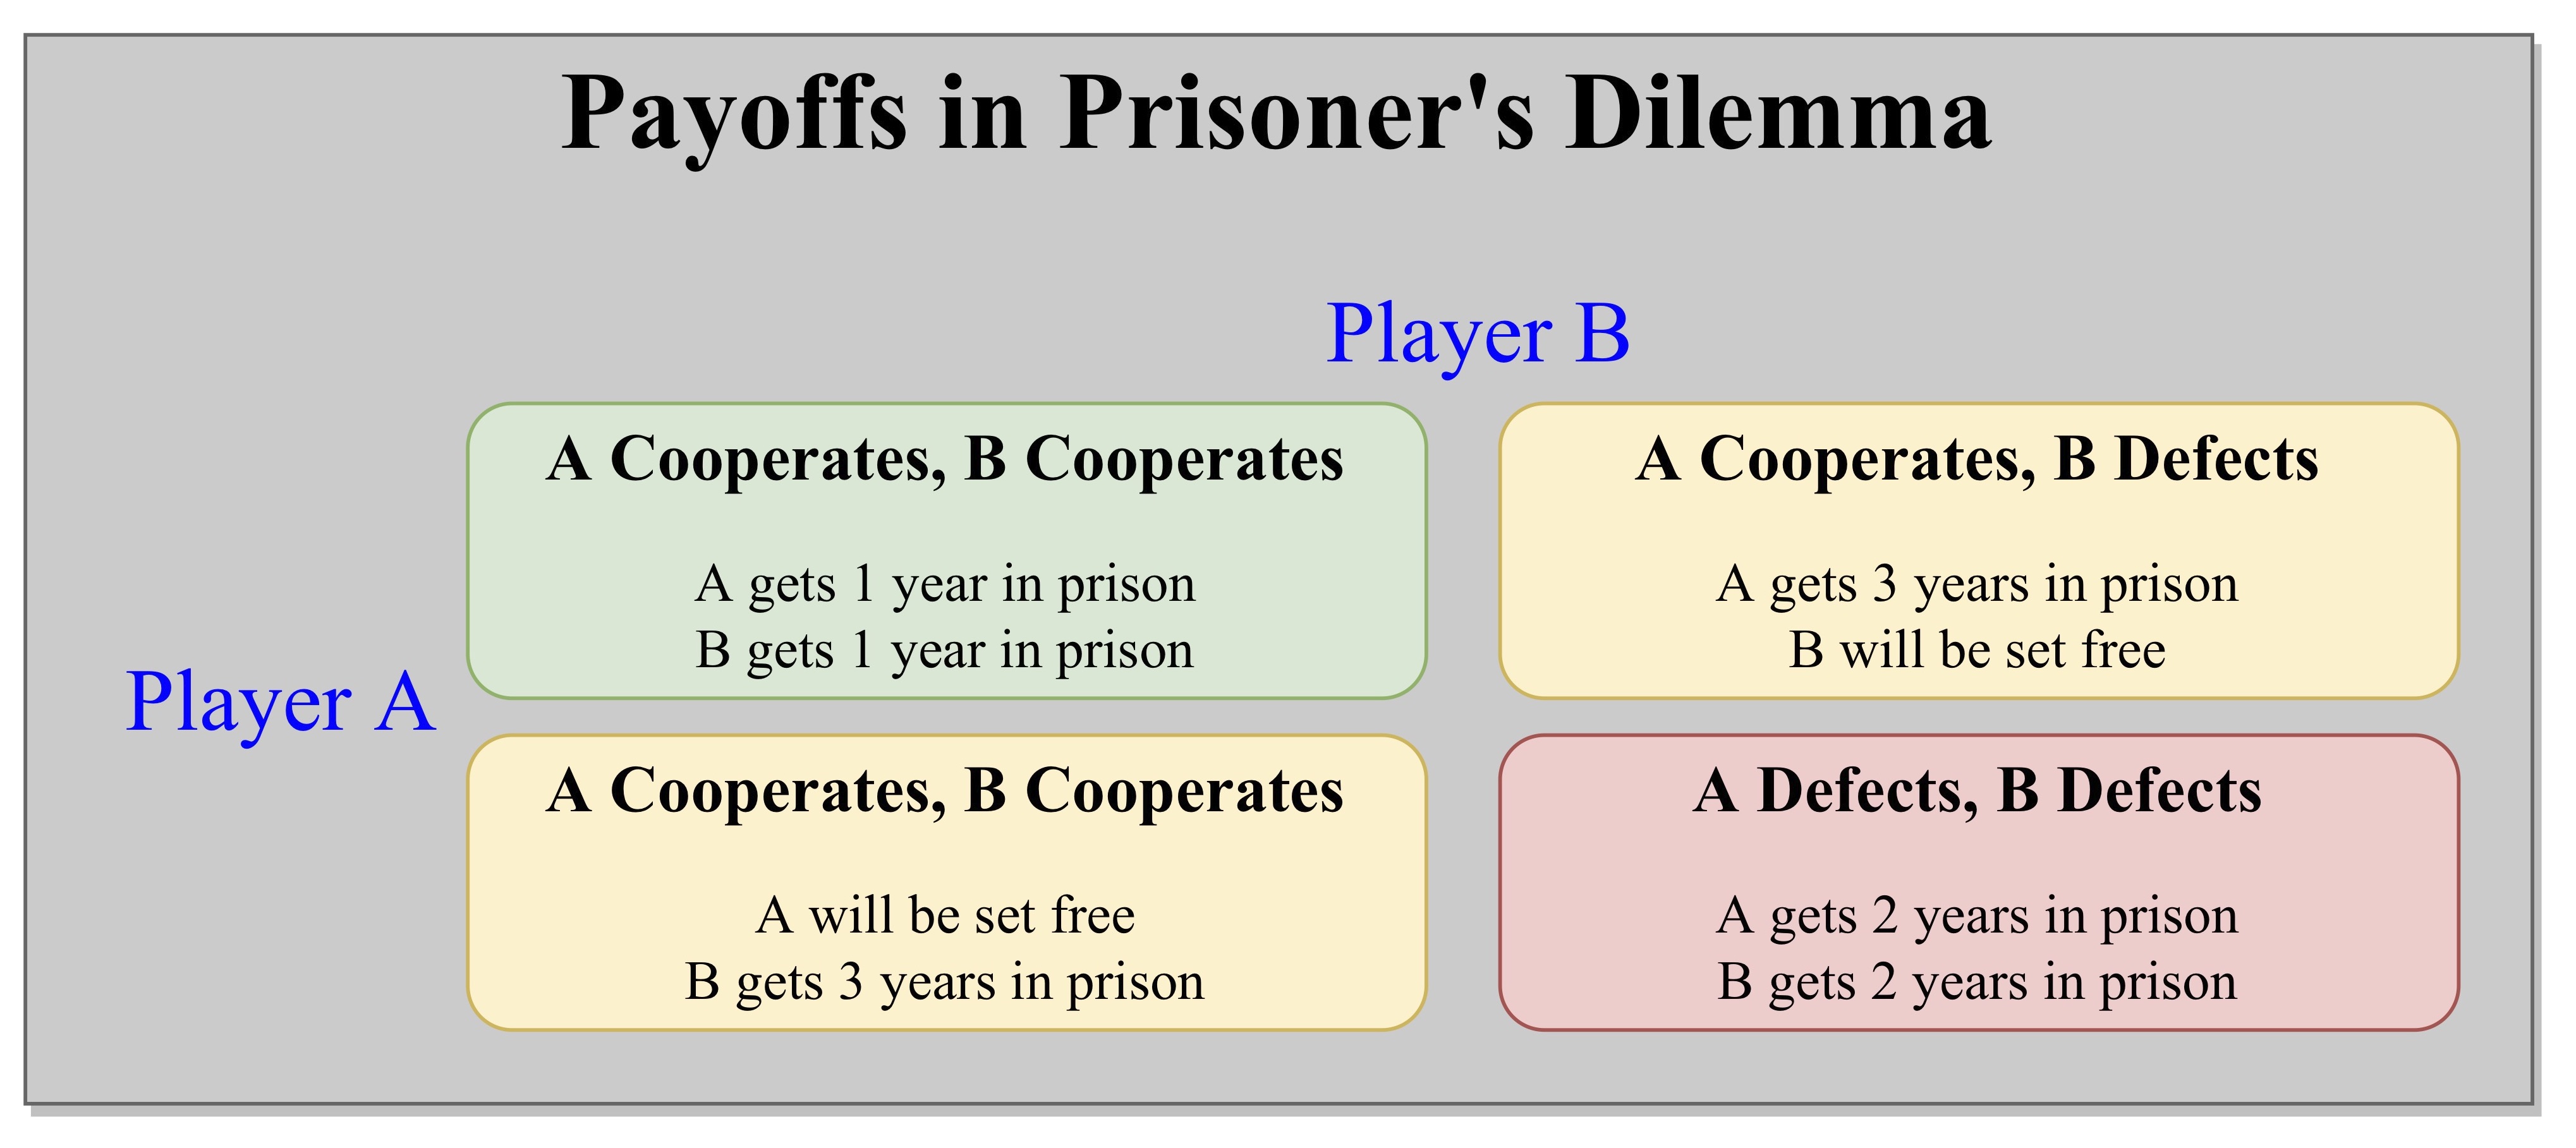 Payoffs in Prisoner's Dilemma
Player B
A Cooperates, B Cooperates
A gets 1 year in prison
B gets 1 year in prison
A Cooperates, B Defects
A gets 3 years in prison
B will be set free
Player A
A Cooperates, B Cooperates
A will be set free
B gets 3 years in prison
A Defects, B Defects
A gets 2 years in prison
B gets 2 years in prison